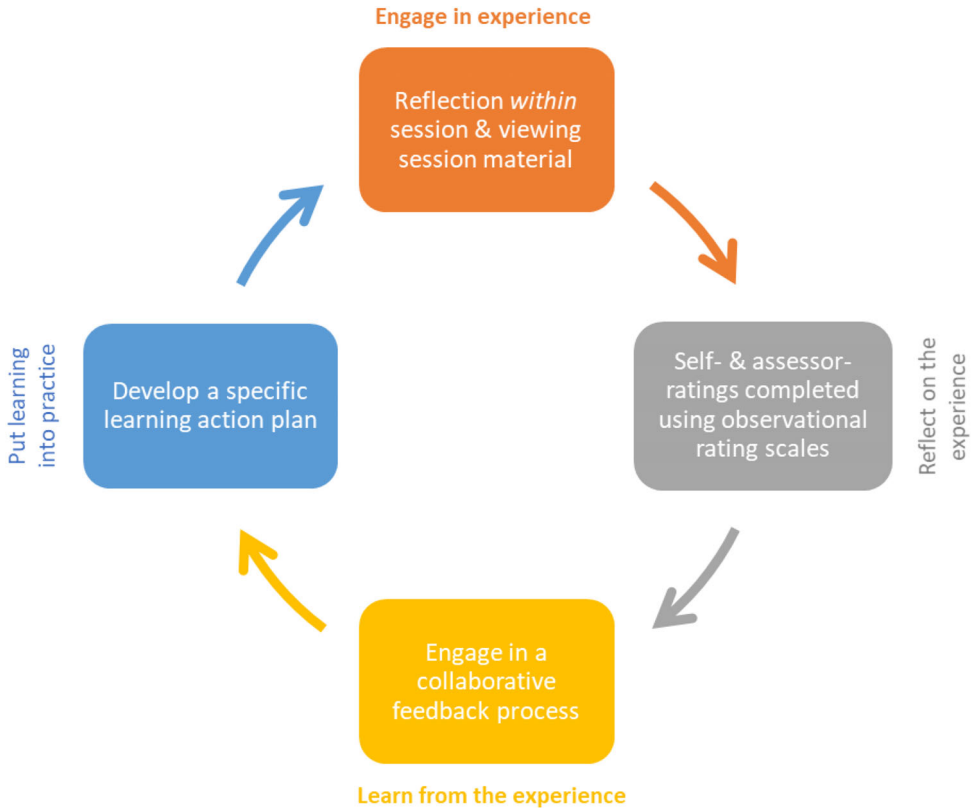 Engage in experience
Reflection within
session & viewing
session material
Self- & assessor-
ratings completed
using observational
rating scales
Reflect on the
experience
Engage in a
collaborative
feedback process
Learn from the experience
Develop a specific
learning action plan
Put learning
into practice